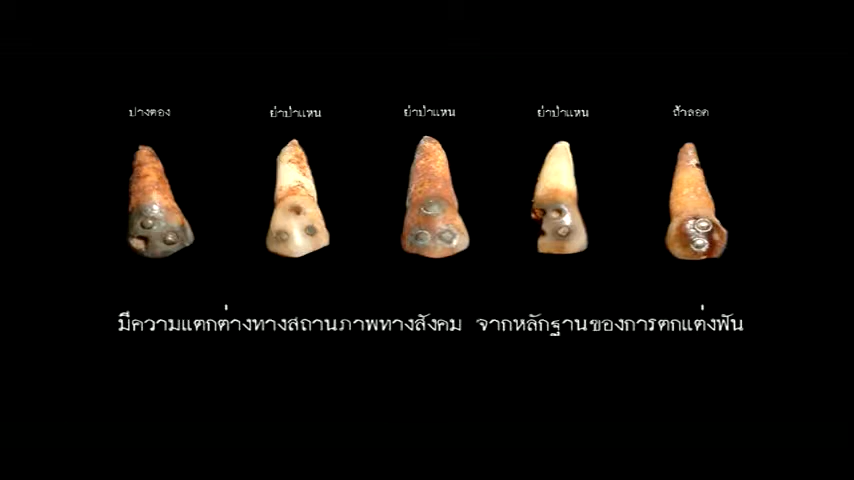 ปางตอง ย่าป่าแหน ย่าป่าแหน ย่าป่าแหน ถ้ำลอด
มีความแตกต่างทางสถานภาพทางสังคม จากหลักฐานของการตกแต่งฟัน